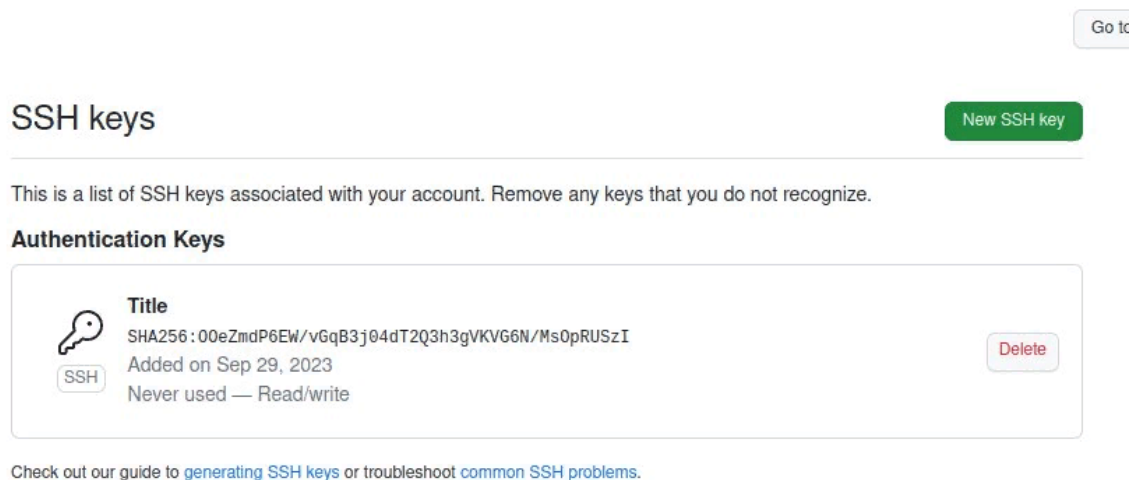 Go to
SSH keys
New SSH key
This is a list of SSH keys associated with your account. Remove any keys that you do not recognize.
Authentication Keys
Title
SHA256:OOeZmdP6EW/vGqB3j04dT2Q3h3gVKVG6N/MsOpRUSzI
Added on Sep 29, 2023
Never used — Read/write
SSH
Delete
Check out our guide to generating SSH keys or troubleshoot common SSH problems.